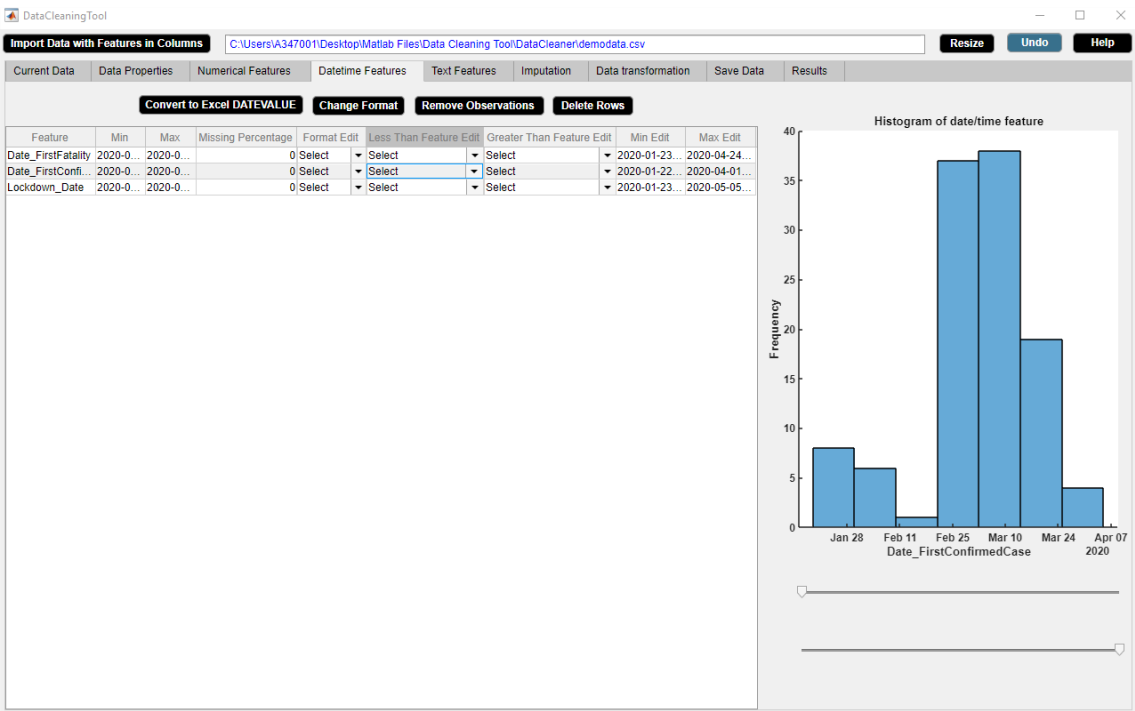 DataCleaningTool
Import Data with Features in Columns C:\Users\A347001\Desktop\Matlab Files\Data Cleaning Tool\DataCleaner\demodata.csv Resize Undo Help
Current Data Data Properties Numerical Features Datetime Features Text Features Imputation Data transformation Save Data Results
Convert to Excel DATEVALUE Change Format Remove Observations Delete Rows
Feature Min Max Missing Percentage Format Edit Less Than Feature Edit Greater Than Feature Edit Min Edit Max Edit
Date_FirstFatality 2020-0... 2020-0... 0 Select Select Select 2020-01-23... 2020-04-24...
Date_FirstConfi... 2020-0... 2020-0... 0 Select Select Select 2020-01-22... 2020-04-01...
Lockdown_Date 2020-0... 2020-0... 0 Select Select Select 2020-01-23... 2020-05-05...
Histogram of date/time feature
40
35
30
25
20
15
10
5
0
Frequency
Jan 28 Feb 11 Feb 25 Mar 10 Mar 24 Apr 07
2020
Date_FirstConfirmedCase